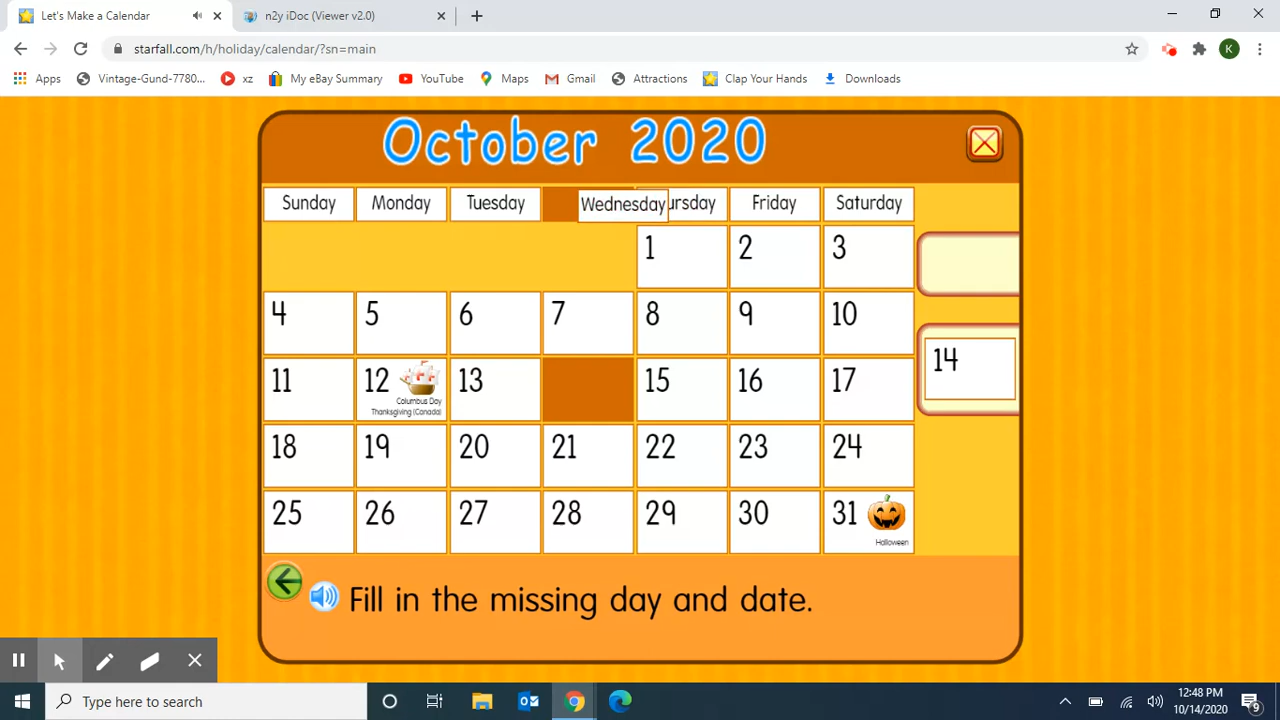 Let's Make a Calendar
n2y iDoc (Viewer v2.0)
starfall.com/h/holiday/calendar/?sn=main
K
Apps Vintage-Gund-7780... xz My eBay Summary YouTube Maps Gmail Attractions Clap Your Hands Downloads
October 2020
Sunday Monday Tuesday Wednesday ursday Friday Saturday
1 2 3
4 5 6 7 8 9 10
14
11 12 13 15 16 17
Columbus Day
Thanksgiving (Canada)
18 19 20 21 22 23 24
25 26 27 28 29 30 31
Halloween
Fill in the missing day and date.
Type here to search
12:48 PM
10/14/2020
9